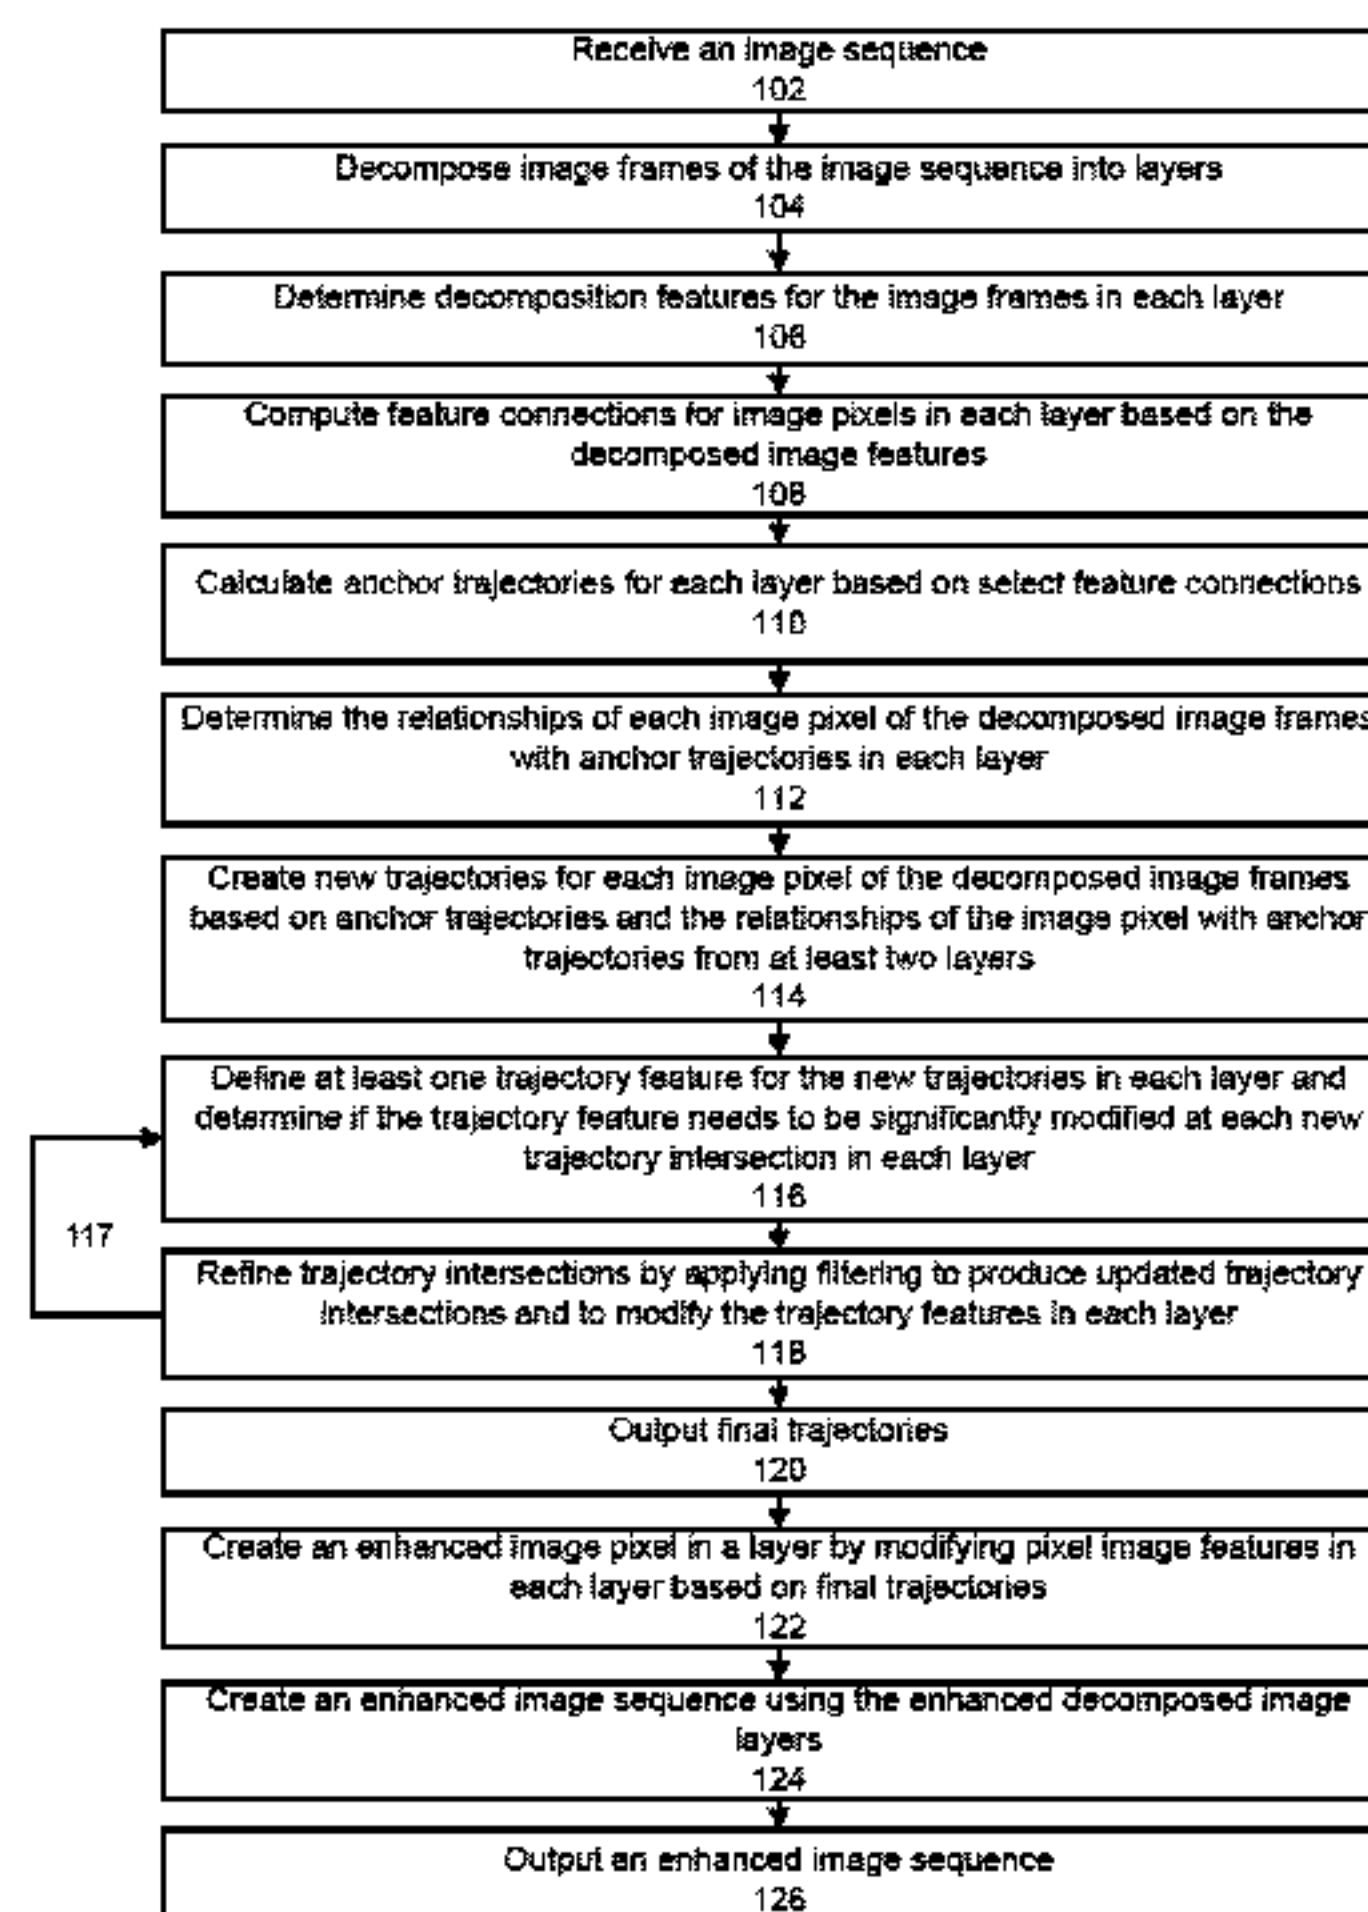 Receive an image sequence
102
Decompose image frames of the image sequence into layers
104
Determine decomposition features for the image frames in each layer
106
Compute feature connections for image pixels in each layer based on the
decomposed image features
108
Calculate anchor trajectories for each layer based on select feature connections
110
Determine the relationships of each image pixel of the decomposed image frames
with anchor trajectories in each layer
112
Create new trajectories for each image pixel of the decomposed image frames
based on anchor trajectories and the relationships of the image pixel with anchor
trajectories from at least two layers
114
Define at least one trajectory feature for the new trajectories in each layer and
determine if the trajectory feature needs to be significantly modified at each new
trajectory intersection in each layer
116
117
Refine trajectory intersections by applying filtering to produce updated trajectory
intersections and to modify the trajectory features in each layer
118
Output final trajectories
120
Create an enhanced image pixel in a layer by modifying pixel image features in
each layer based on final trajectories
122
Create an enhanced image sequence using the enhanced decomposed image
layers
124
Output an enhanced image sequence
126